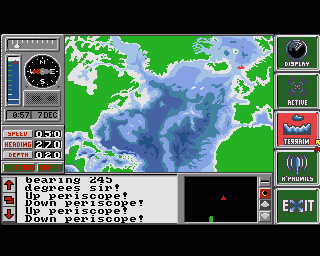 DISPLAY
N
W E
S
ACTIVE
0:57 7DEC
SPEED 050
HEADING 270
DEPTH 020
TERRAIN
H'PHONES
EXIT
bearing 245
degrees sir!
Up periscope!
Down periscope!
Up periscope!
Down periscope!